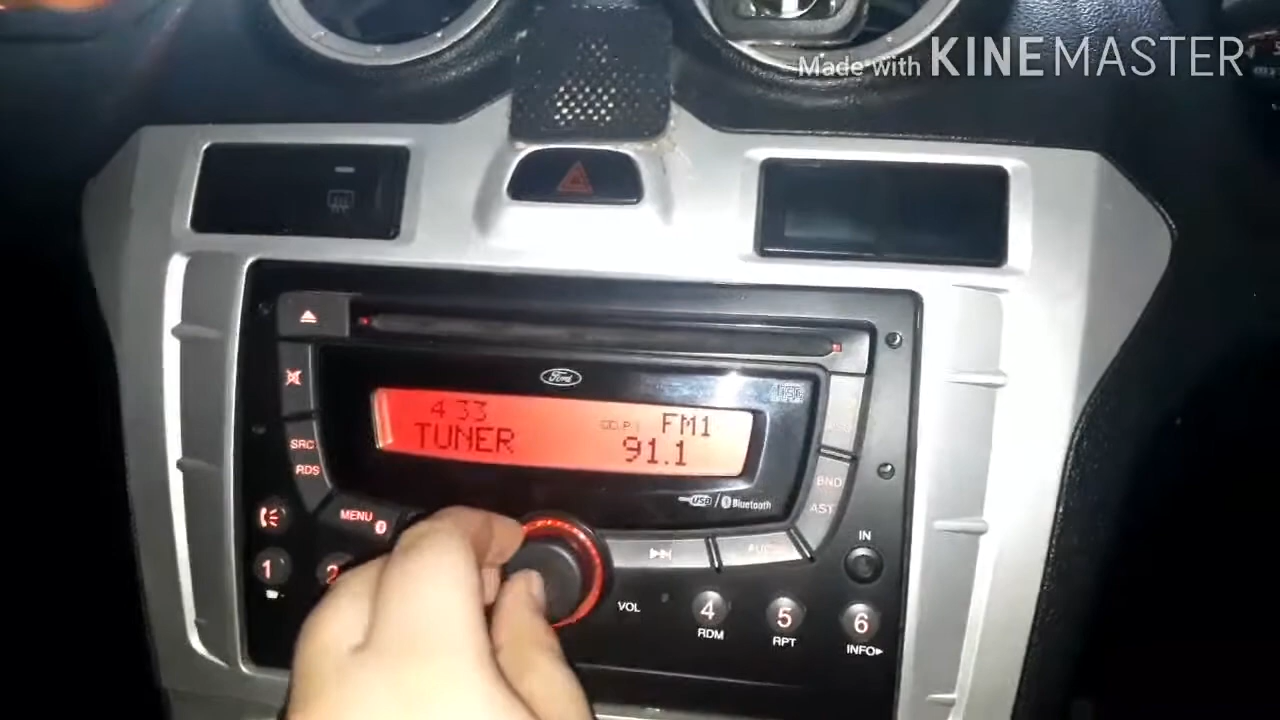 Made with KINEMASTER
Ford
4 33
FM1
TUNER
91.1
SRC
RDS
BND
AST
USB / Bluetooth
MENU
IN
1
2
VOL
4
5
6
RDM
RPT
INFO